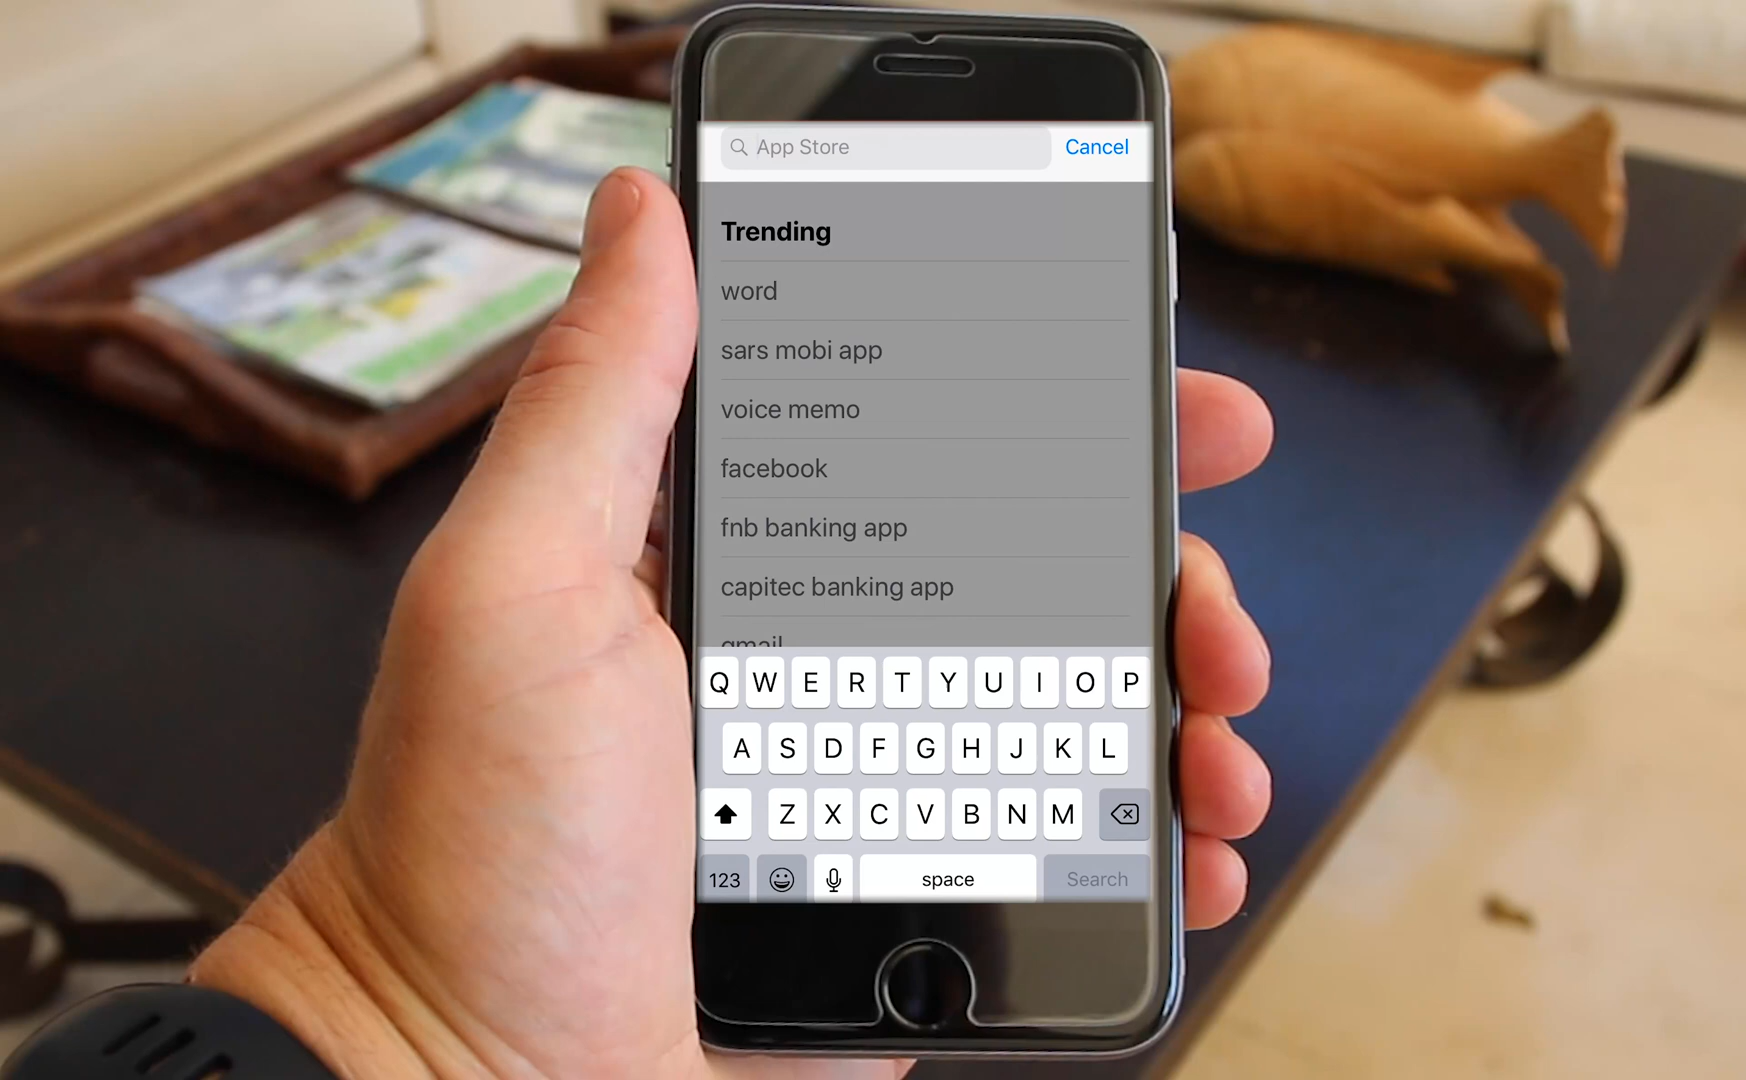 App Store
Cancel
Trending
word
sars mobi app
voice memo
facebook
fnb banking app
capitec banking app
gmail
Q W E R T Y U I O P
A S D F G H J K L
Z X C V B N M
123 space Search